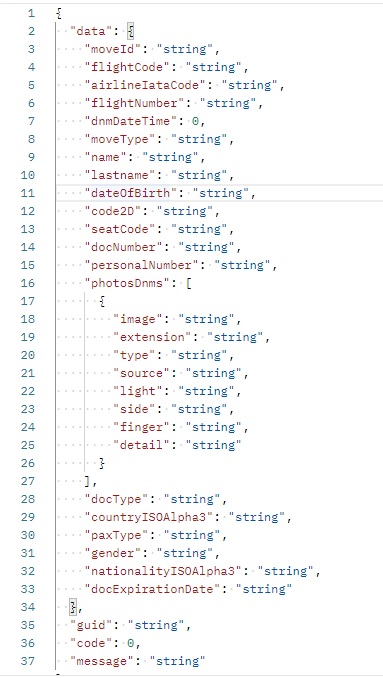 1 {
2 "data": {
3 "moveId": "string",
4 "flightCode": "string",
5 "airlineIataCode": "string",
6 "flightNumber": "string",
7 "dnmDateTime": 0,
8 "moveType": "string",
9 "name": "string",
10 "lastname": "string",
11 "dateOfBirth": "string",
12 "code2D": "string",
13 "seatCode": "string",
14 "docNumber": "string",
15 "personalNumber": "string",
16 "photosDnms": [
17 {
18 "image": "string",
19 "extension": "string",
20 "type": "string",
21 "source": "string",
22 "light": "string",
23 "side": "string",
24 "finger": "string",
25 "detail": "string"
26 }
27 ],
28 "docType": "string",
29 "countryISOAlpha3": "string",
30 "paxType": "string",
31 "gender": "string",
32 "nationalityISOAlpha3": "string",
33 "docExpirationDate": "string"
34 },
35 "guid": "string",
36 "code": 0,
37 "message": "string"